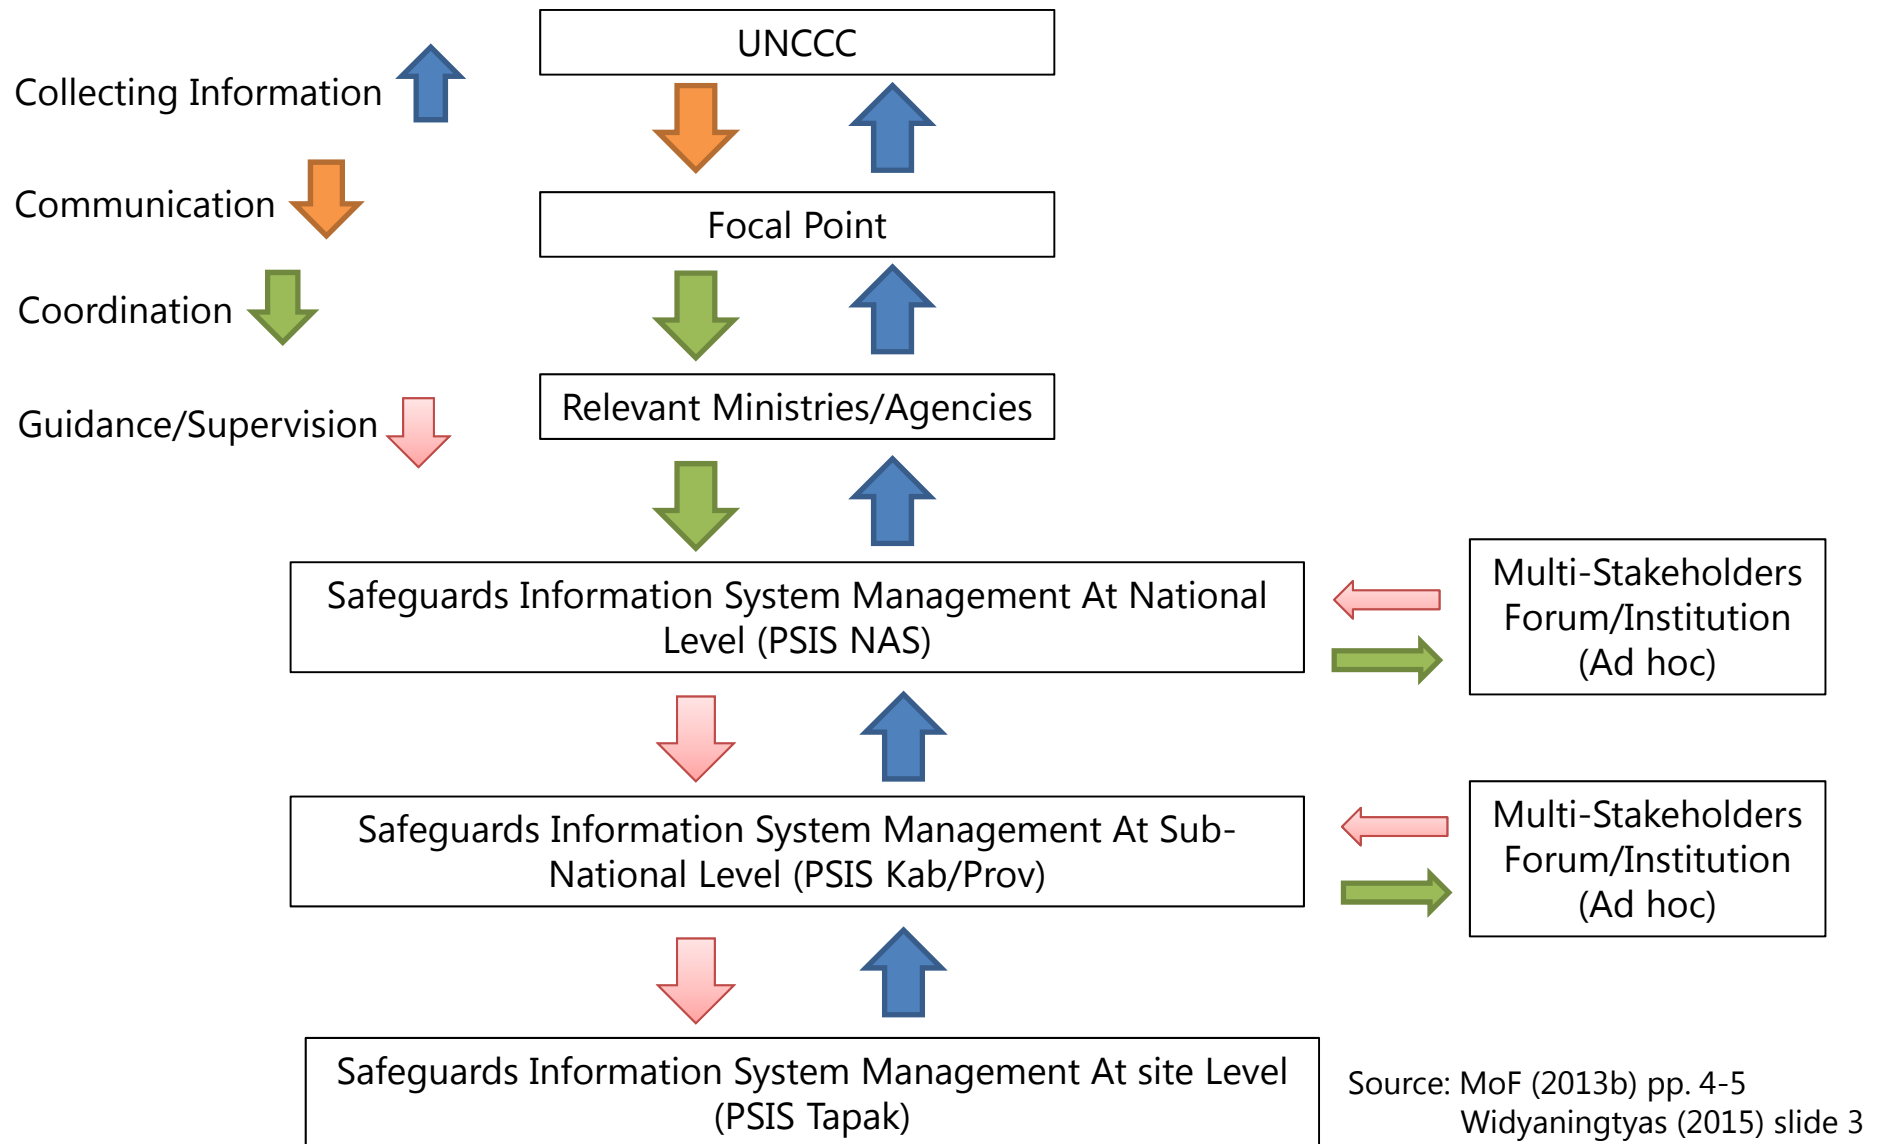 UNCCC
Collecting Information
Communication
Focal Point
Coordination
Relevant Ministries/Agencies
Guidance/Supervision
Safeguards Information System Management At National
Level (PSIS NAS)
Multi-Stakeholders
Forum/Institution
(Ad hoc)
Safeguards Information System Management At Sub-
National Level (PSIS Kab/Prov)
Multi-Stakeholders
Forum/Institution
(Ad hoc)
Safeguards Information System Management At site Level
(PSIS Tapak)
Source: MoF (2013b) pp. 4-5
Widyaningtyas (2015) slide 3